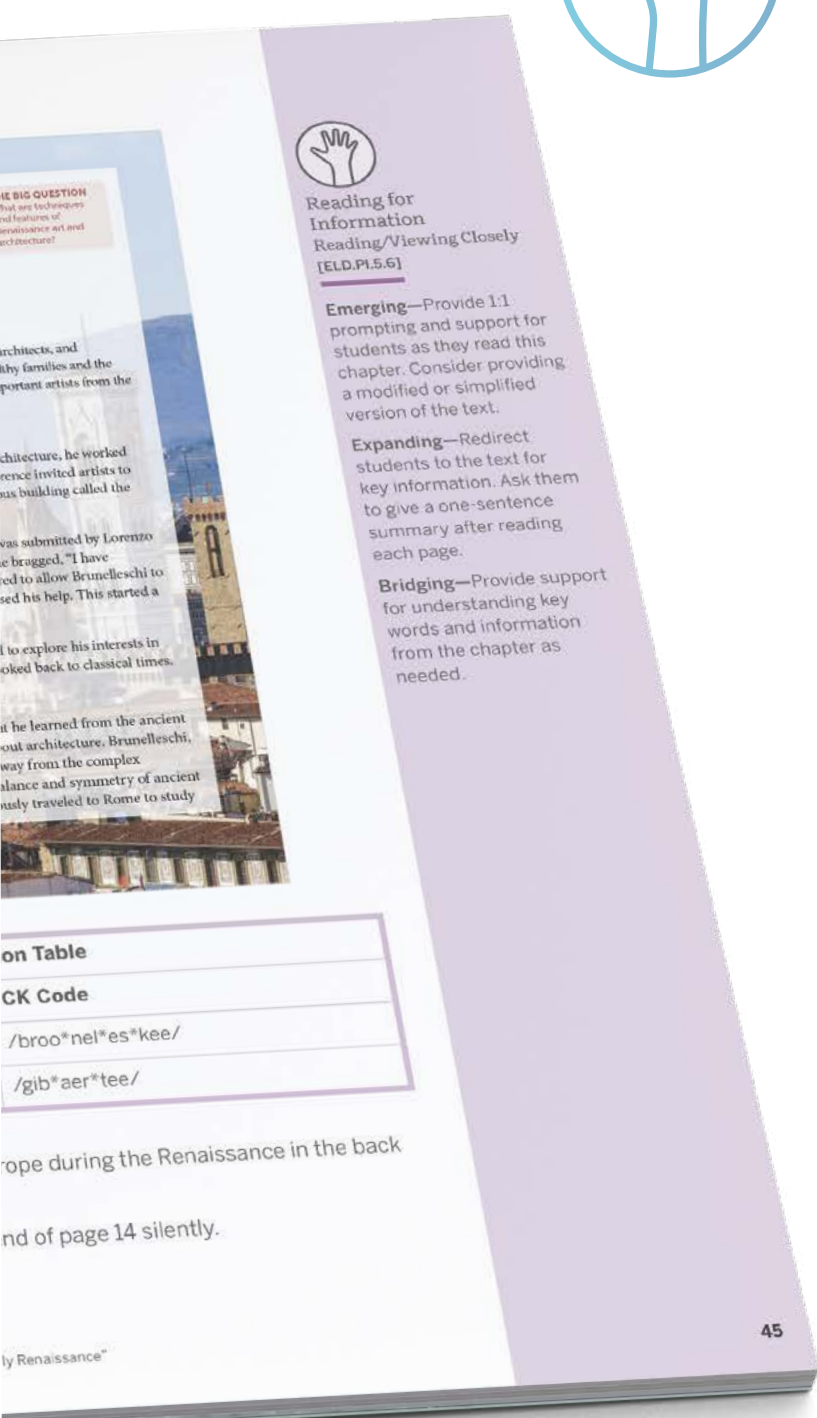 HE BIG QUESTION
What are techniques
nd features of
enaissance art and
rchitecture?
architects, and
lthy families and the
portant artists from the
chitecture, he worked
rence invited artists to
ous building called the
was submitted by Lorenzo
e bragged, "I have
red to allow Brunelleschi to
sed his help. This started a
l to explore his interests in
oked back to classical times.
at he learned from the ancient
out architecture. Brunelleschi,
way from the complex
alance and symmetry of ancient
ously traveled to Rome to study
on Table
CK Code
/broo*nel*es*kee/
/gib*aer*tee/
rope during the Renaissance in the back
nd of page 14 silently.
ly Renaissance"
Reading for
Information
Reading/Viewing Closely
[ELD.PI.5.6]
Emerging—Provide 1:1
prompting and support for
students as they read this
chapter. Consider providing
a modified or simplified
version of the text.
Expanding—Redirect
students to the text for
key information. Ask them
to give a one-sentence
summary after reading
each page.
Bridging—Provide support
for understanding key
words and information
from the chapter as
needed.
45